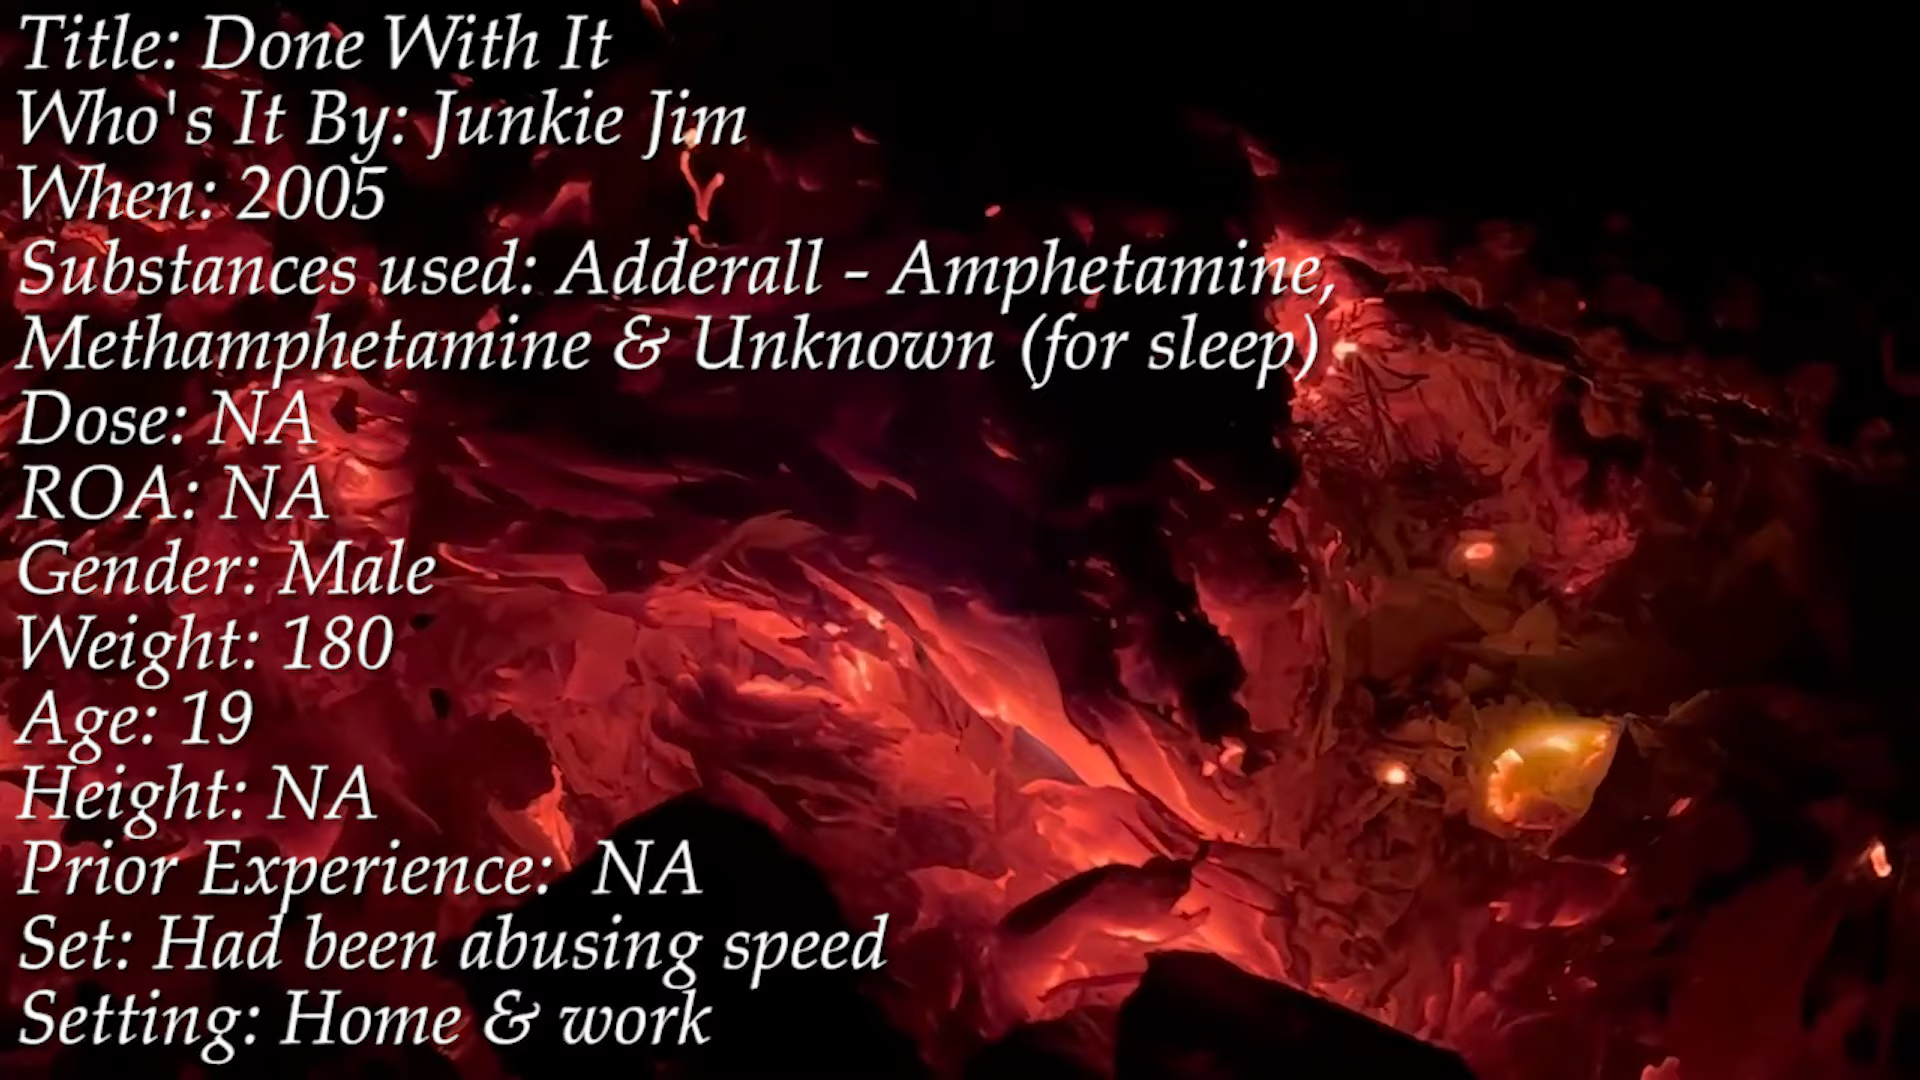 Title: Done With It
Who's It By: Junkie Jim
When: 2005
Substances used: Adderall - Amphetamine,
Methamphetamine & Unknown (for sleep)
Dose: NA
ROA: NA
Gender: Male
Weight: 180
Age: 19
Height: NA
Prior Experience:  NA
Set: Had been abusing speed
Setting: Home & work